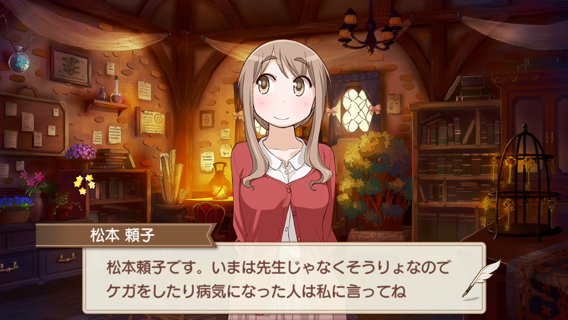 松本 頼子
松本頼子です。いまは先生じゃなくそうりょなので
ケガをしたり病気になった人は私に言ってね